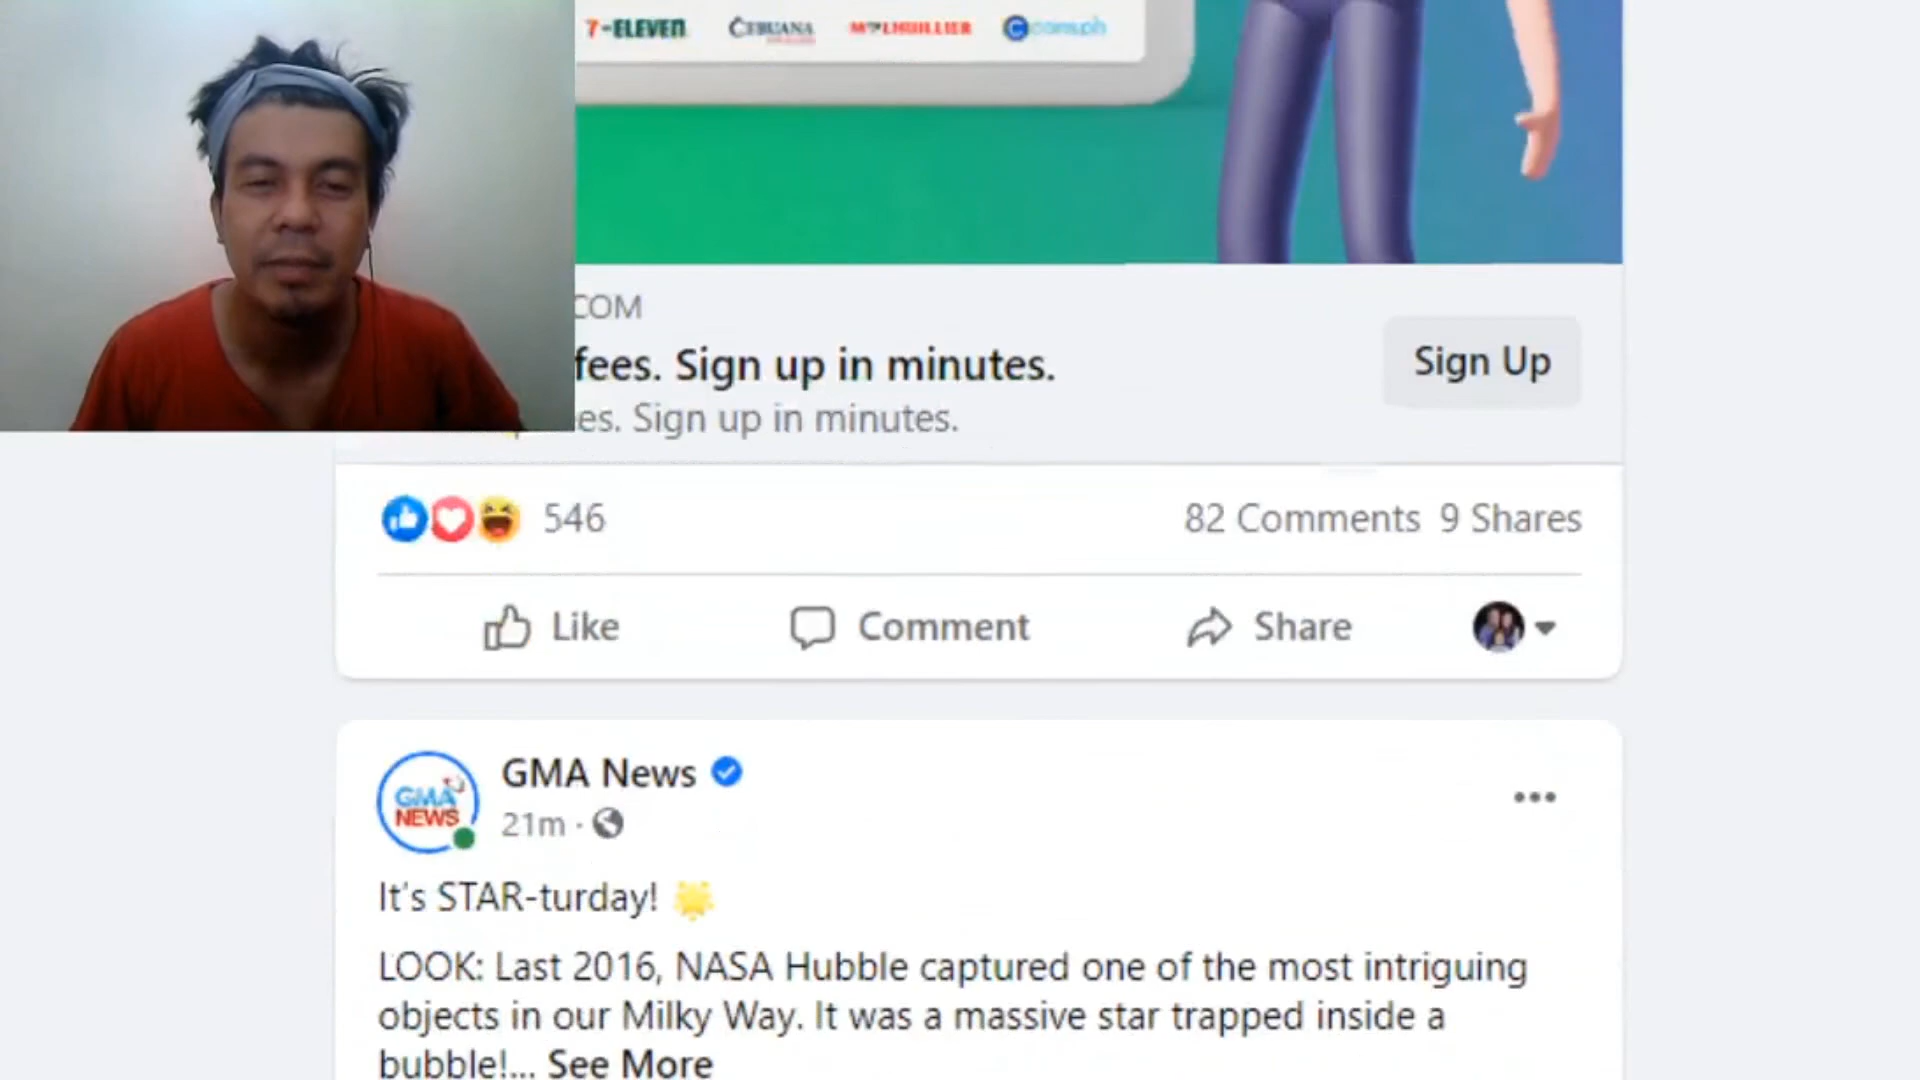 7-ELEVEN CEBUANA MLHUILLIER coins.ph
COM
fees. Sign up in minutes.
Sign Up
es. Sign up in minutes.
546
82 Comments 9 Shares
Like Comment Share
GMA NEWS
GMA News
21m ·
It's STAR-turday!
LOOK: Last 2016, NASA Hubble captured one of the most intriguing
objects in our Milky Way. It was a massive star trapped inside a
bubble!... See More